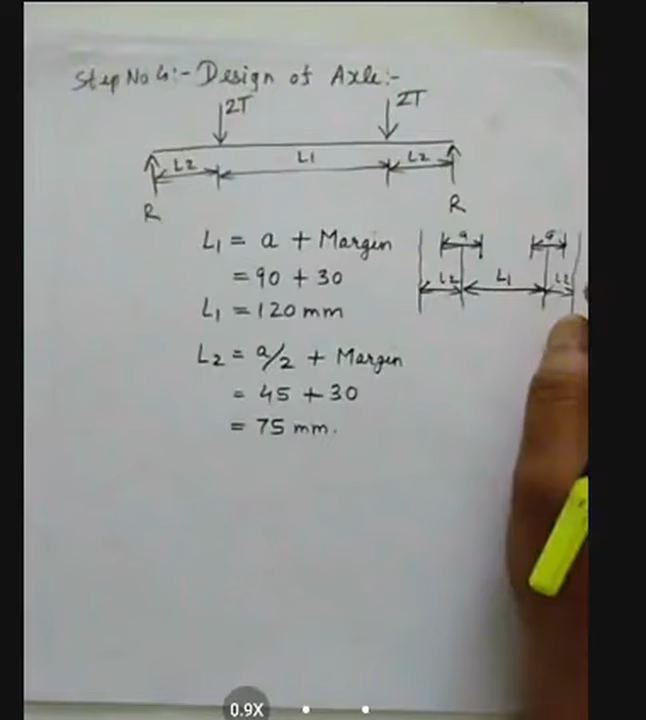 Step No 4:- Design of Axle:-
2T 2T
L2 L1 L2
R R
L1 = a + Margin
= 90 + 30
L1 = 120 mm
a a
L2 L1 L2
L2 = a/2 + Margin
= 45 + 30
= 75 mm.
0.9X